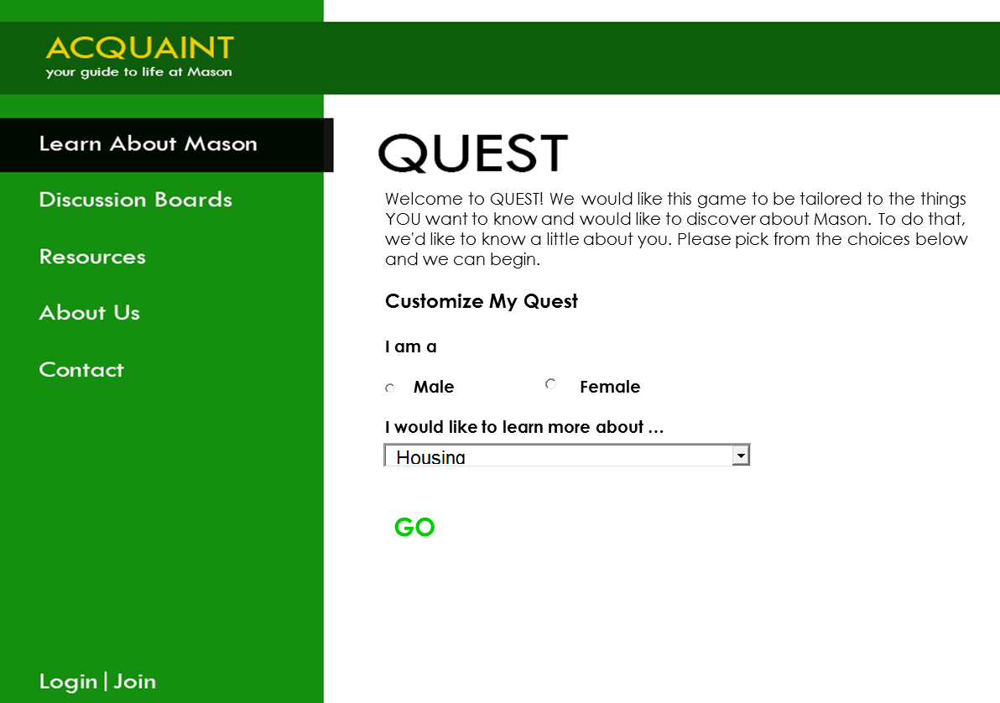 ACQUAINT
your guide to life at Mason
Learn About Mason
Discussion Boards
Resources
About Us
Contact
Login | Join
QUEST
Welcome to QUEST! We would like this game to be tailored to the things
YOU want to know and would like to discover about Mason. To do that,
we'd like to know a little about you. Please pick from the choices below
and we can begin.
Customize My Quest
I am a
Male Female
I would like to learn more about ...
Housing
GO